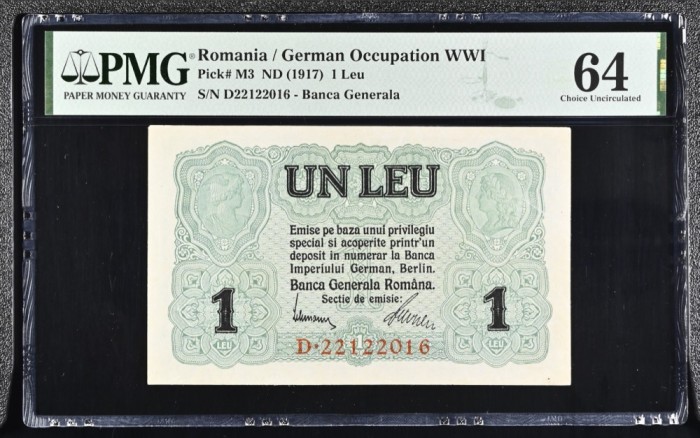 PMG
PAPER MONEY GUARANTY
Romania / German Occupation WWI
Pick# M3 ND (1917) 1 Leu
S/N D22122016 - Banca Generala
64
Choice Uncirculated
UN LEU
Emise pe baza unui privilegiu
special si acoperite printr'un
deposit in numerar la Banca
Imperiului German, Berlin.
Banca Generala Română.
Sectie de emisie:
1
1
LEU
LEU
D·22122016